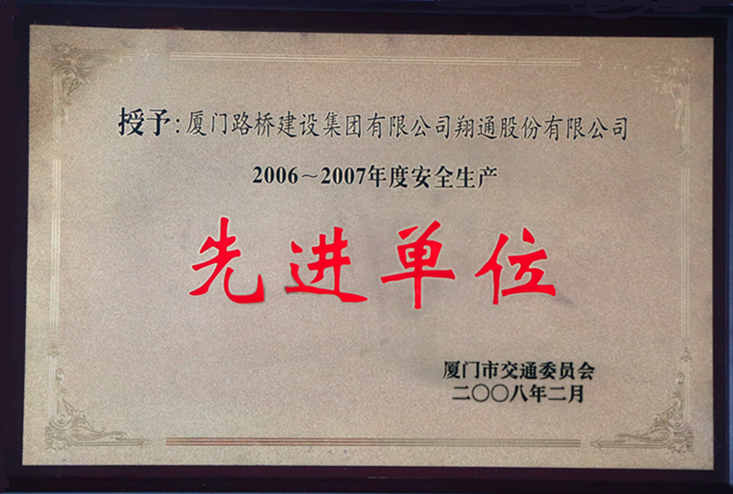 授予:厦门路桥建设集团有限公司翔通股份有限公司
2006～2007年度安全生产
先进单位
厦门市交通委员会
二〇〇八年二月